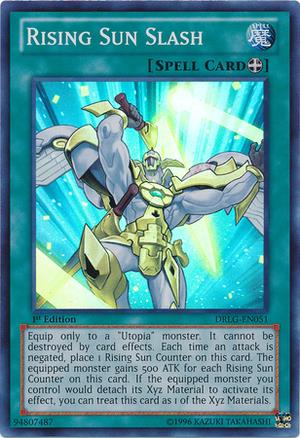 RISING SUN SLASH
魔
[SPELL CARD]
1st Edition
DRLG-EN051
Equip only to a "Utopia" monster. It cannot be
destroyed by card effects. Each time an attack is
negated, place 1 Rising Sun Counter on this card. The
equipped monster gains 500 ATK for each Rising Sun
Counter on this card. If the equipped monster you
control would detach its Xyz Material to activate its
effect, you can treat this card as 1 of the Xyz Materials.
94807487
©1996 KAZUKI TAKAHASHI